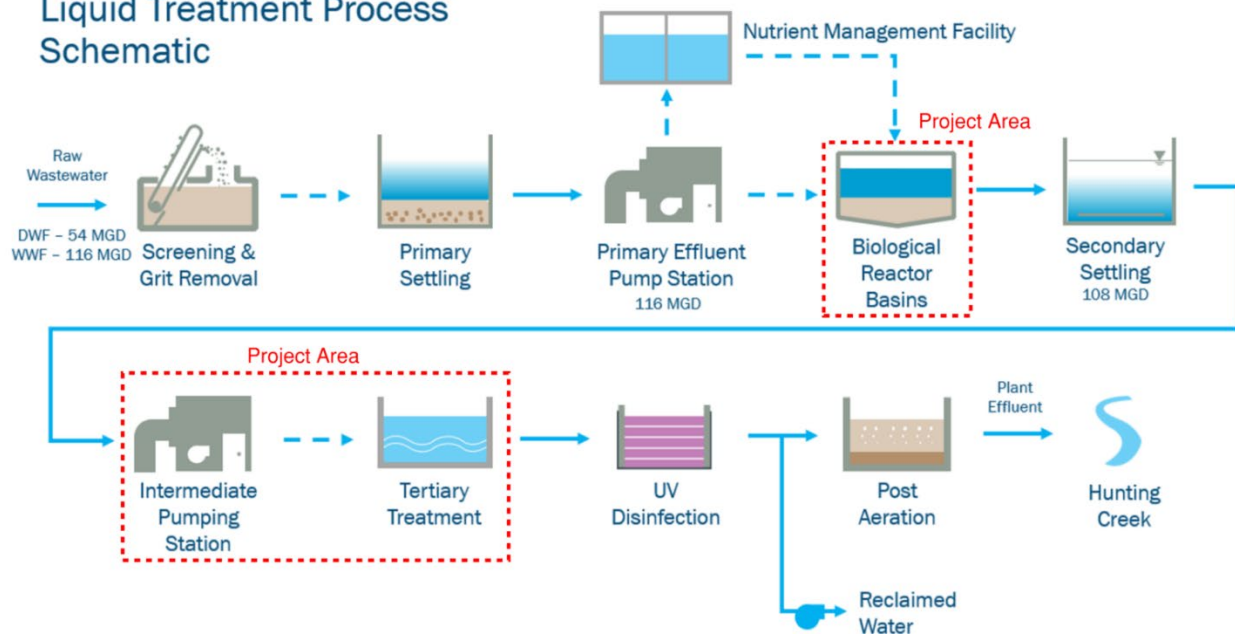 Liquid Treatment Process
Schematic
Nutrient Management Facility
Project Area
Raw
Wastewater
DWF – 54 MGD
WWF – 116 MGD
Screening &
Grit Removal
Primary
Settling
Primary Effluent
Pump Station
116 MGD
Biological
Reactor
Basins
Secondary
Settling
108 MGD
Project Area
Intermediate
Pumping
Station
Tertiary
Treatment
UV
Disinfection
Post
Aeration
Plant
Effluent
Hunting
Creek
Reclaimed
Water